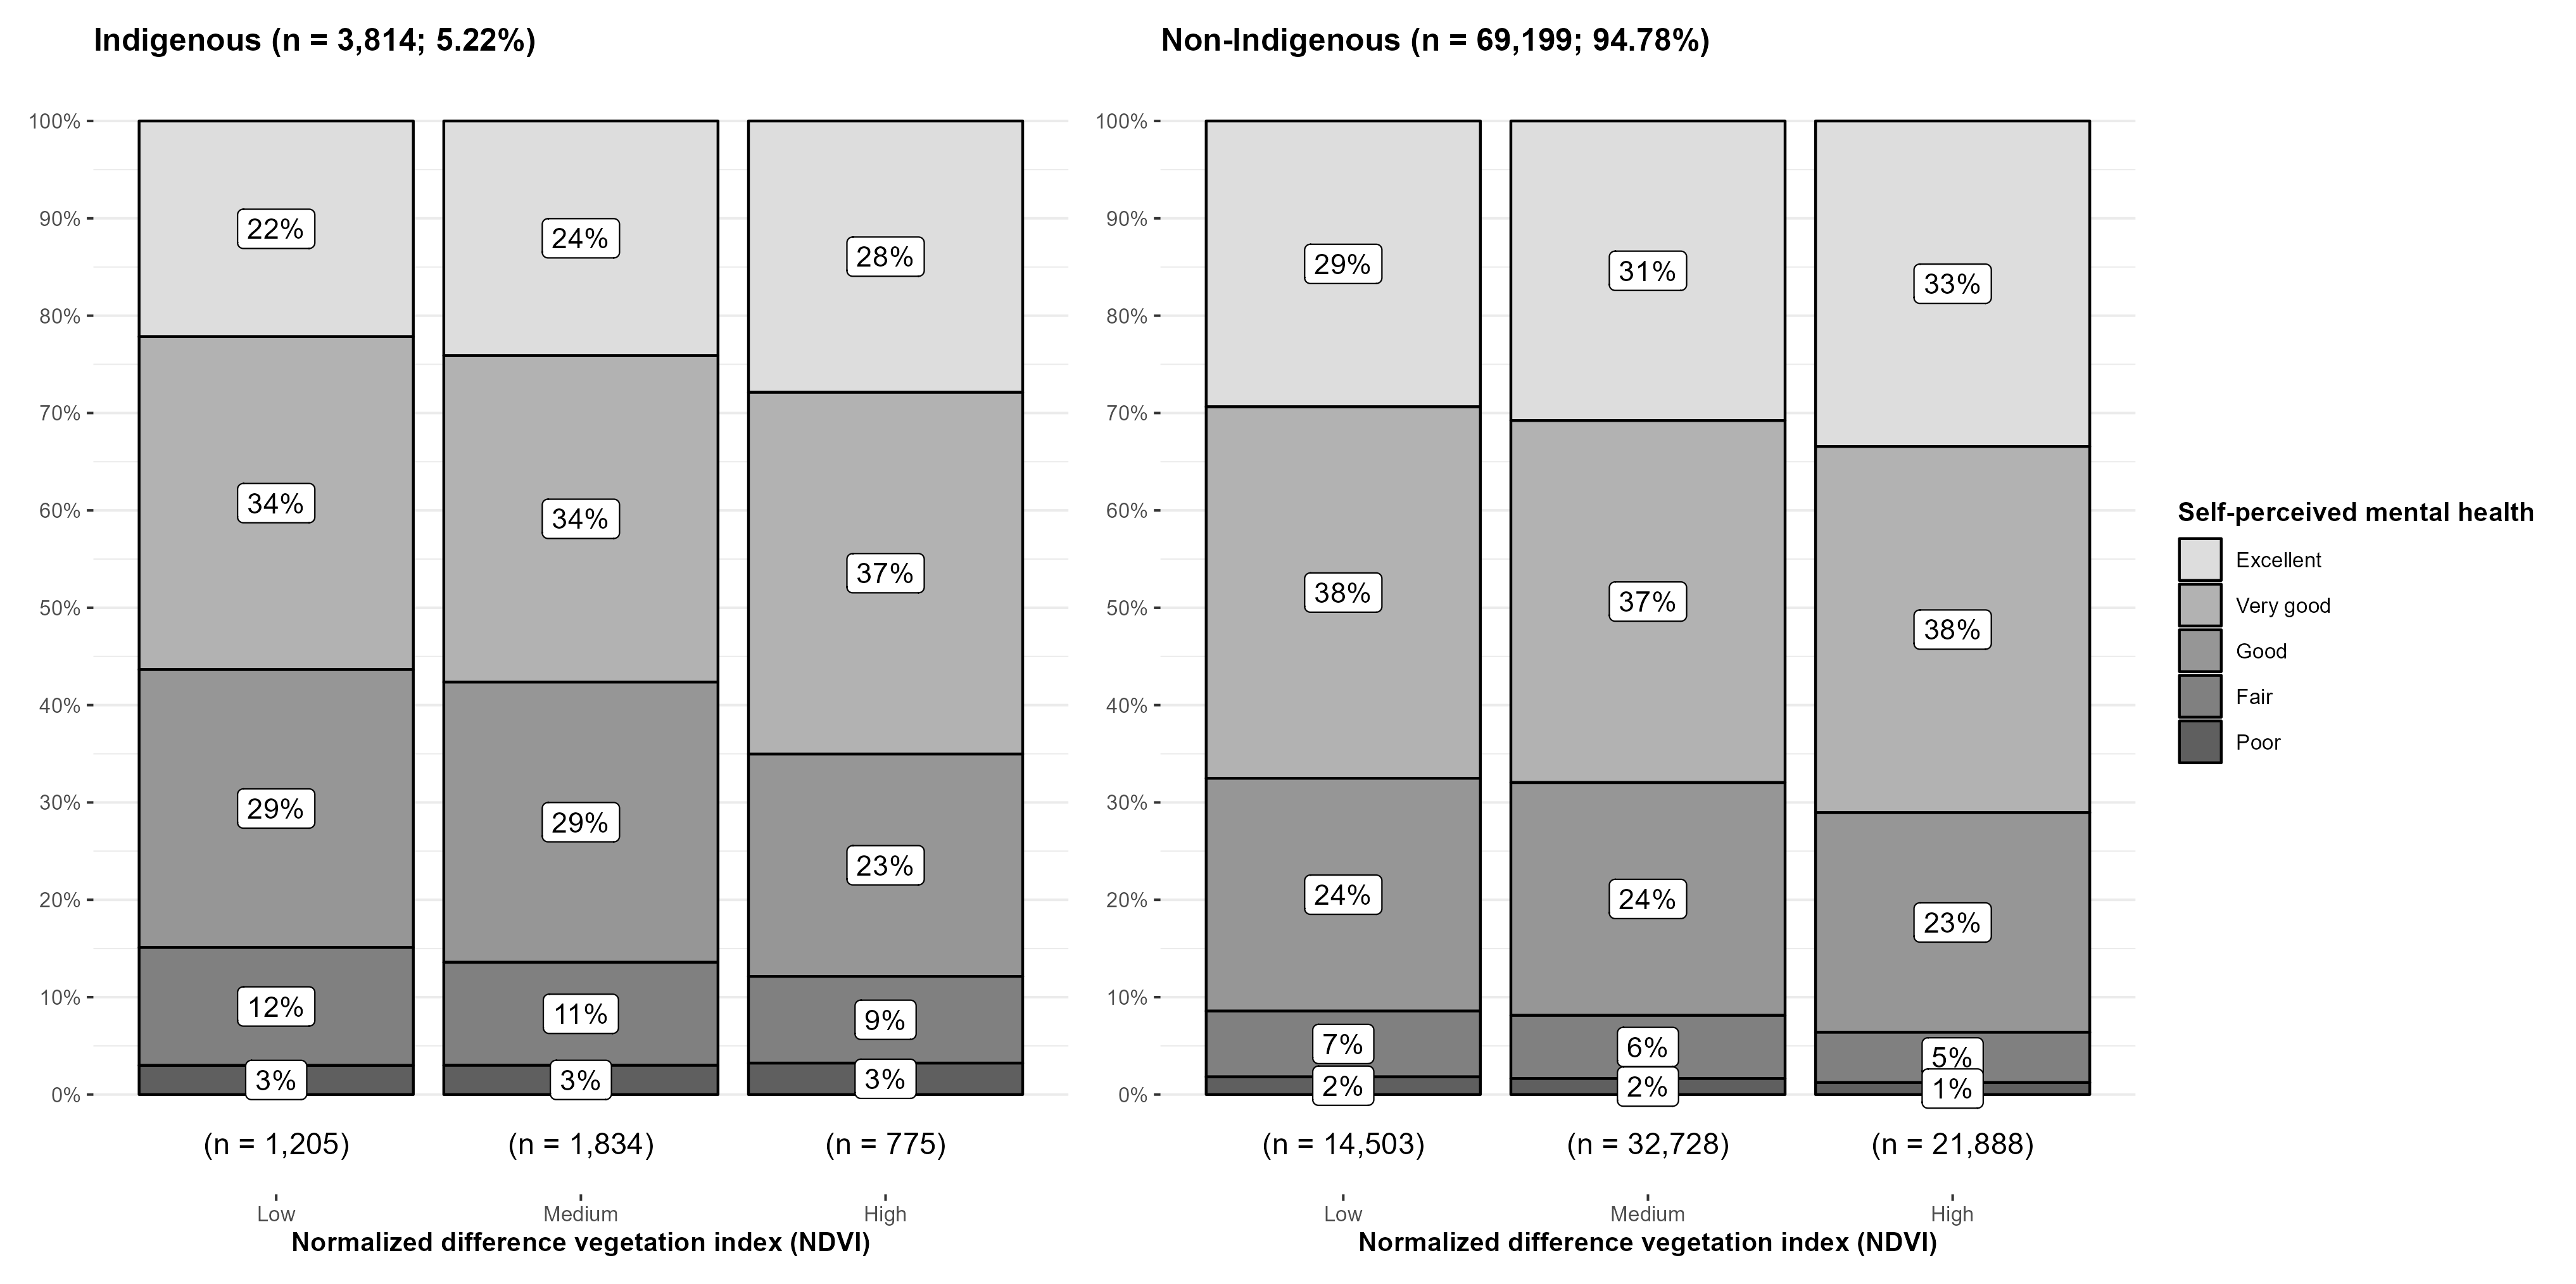 Indigenous (n = 3,814; 5.22%)
100%
90%
80%
70%
60%
50%
40%
30%
20%
10%
0%
22%
34%
29%
12%
3%
24%
34%
29%
11%
3%
28%
37%
23%
9%
3%
(n = 1,205)
(n = 1,834)
(n = 775)
Low
Medium
High
Normalized difference vegetation index (NDVI)
Non-Indigenous (n = 69,199; 94.78%)
100%
90%
80%
70%
60%
50%
40%
30%
20%
10%
0%
29%
38%
24%
7%
2%
31%
37%
24%
6%
2%
33%
38%
23%
5%
1%
(n = 14,503)
(n = 32,728)
(n = 21,888)
Low
Medium
High
Normalized difference vegetation index (NDVI)
Self-perceived mental health
Excellent
Very good
Good
Fair
Poor